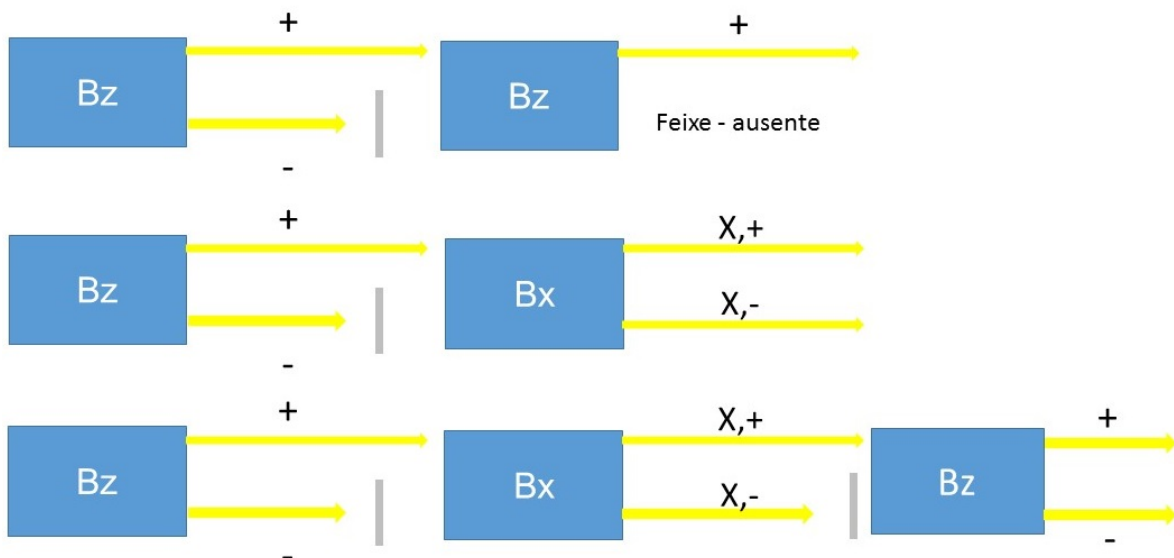 + +
Bz Bz
Feixe - ausente
-
+ X,+
Bz Bx X,-
-
+ X,+ +
Bz Bx X,- Bz
- -